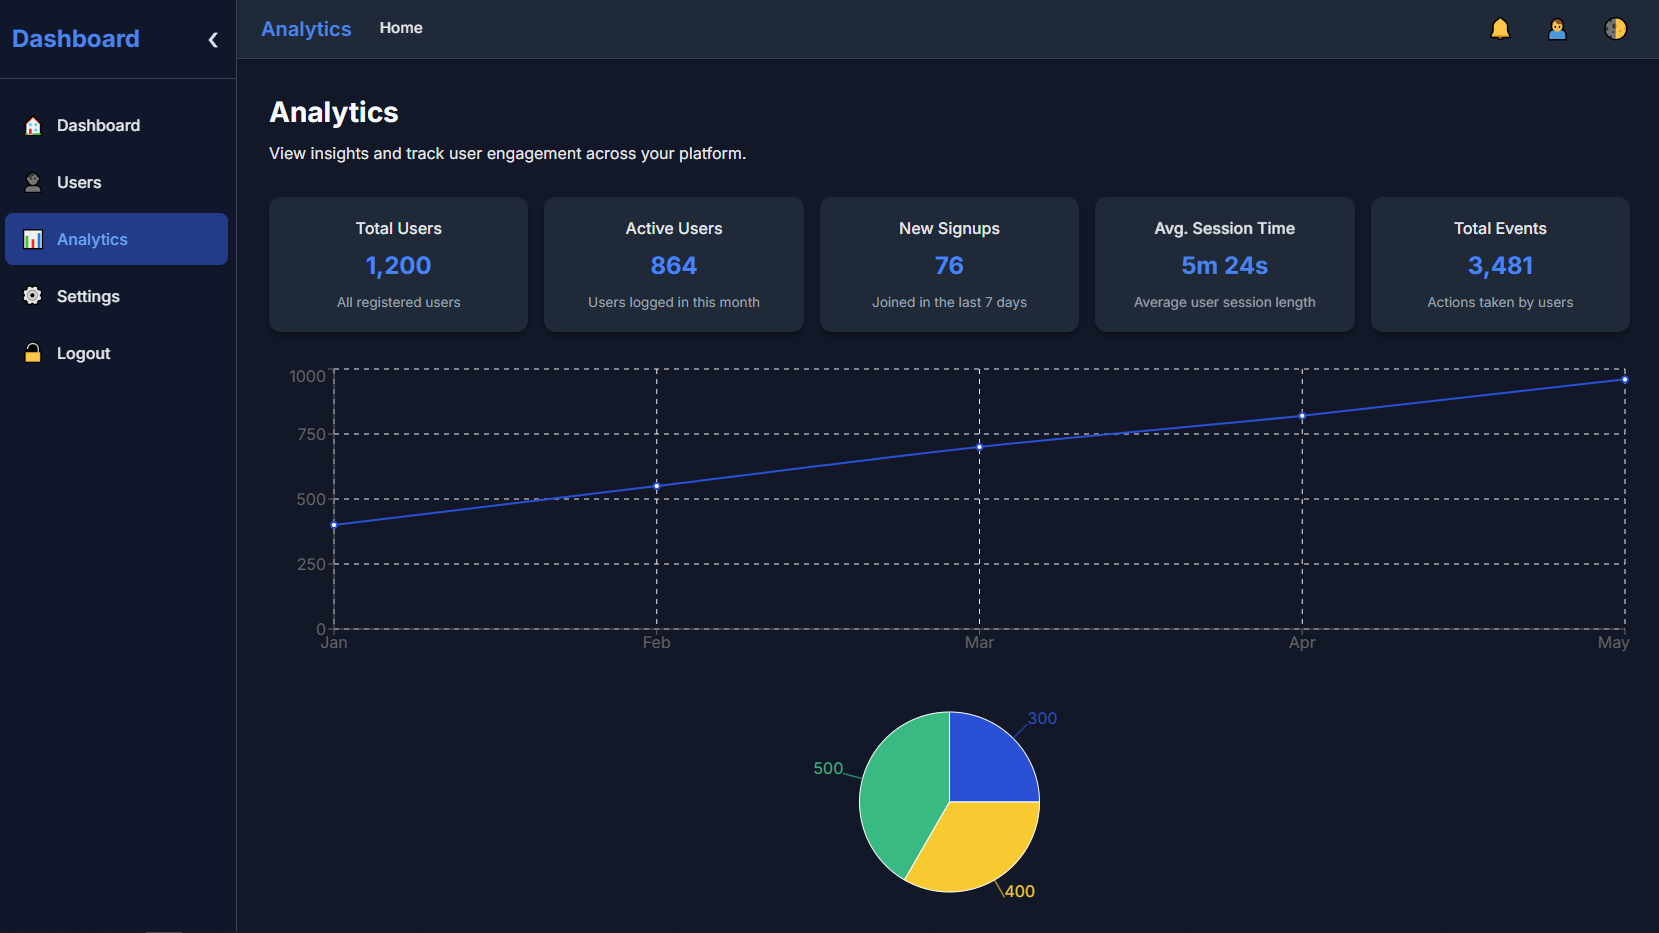 Dashboard
Dashboard
Users
Analytics
Settings
Logout
Analytics Home
Analytics
View insights and track user engagement across your platform.
Total Users
1,200
All registered users
Active Users
864
Users logged in this month
New Signups
76
Joined in the last 7 days
Avg. Session Time
5m 24s
Average user session length
Total Events
3,481
Actions taken by users
1000
750
500
250
0
Jan Feb Mar Apr May
300
500
400